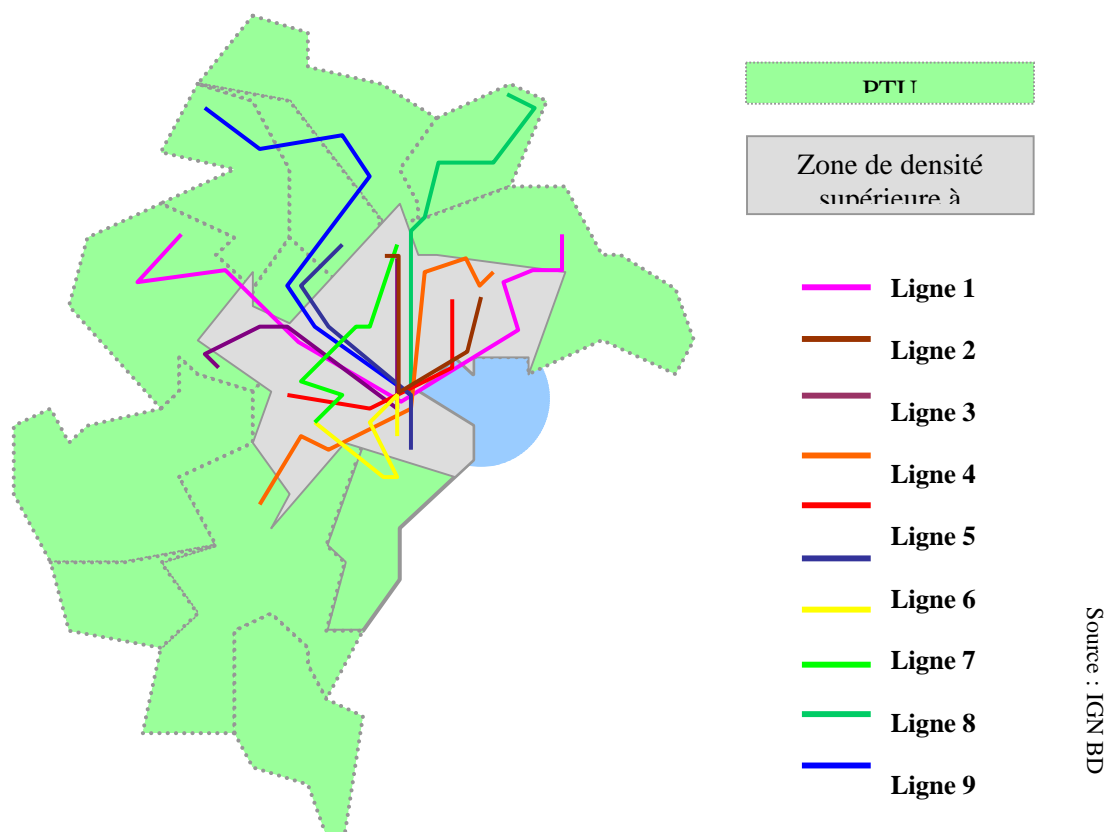 PTU
Zone de densité
supérieure à
Ligne 1
Ligne 2
Ligne 3
Ligne 4
Ligne 5
Ligne 6
Ligne 7
Ligne 8
Ligne 9
Source : IGN BD